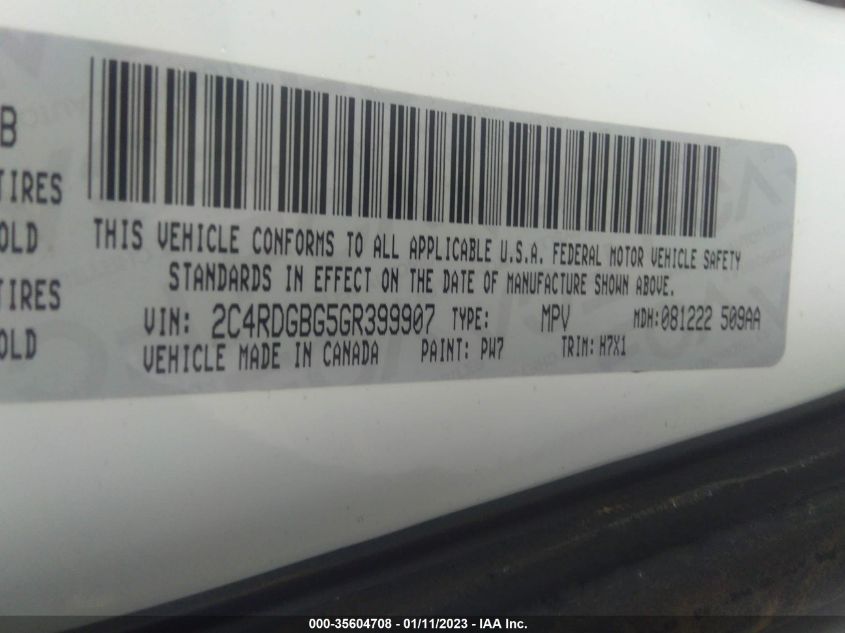 B
TIRES
OLD
TIRES
OLD
THIS VEHICLE CONFORMS TO ALL APPLICABLE U.S.A. FEDERAL MOTOR VEHICLE SAFETY
STANDARDS IN EFFECT ON THE DATE OF MANUFACTURE SHOWN ABOVE.
VIN: 2C4RDGBG5GR399907 TYPE: MPV MDH:081222 509AA
VEHICLE MADE IN CANADA PAINT: PW7 TRIM: H7X1
000-35604708 - 01/11/2023 - IAA Inc.